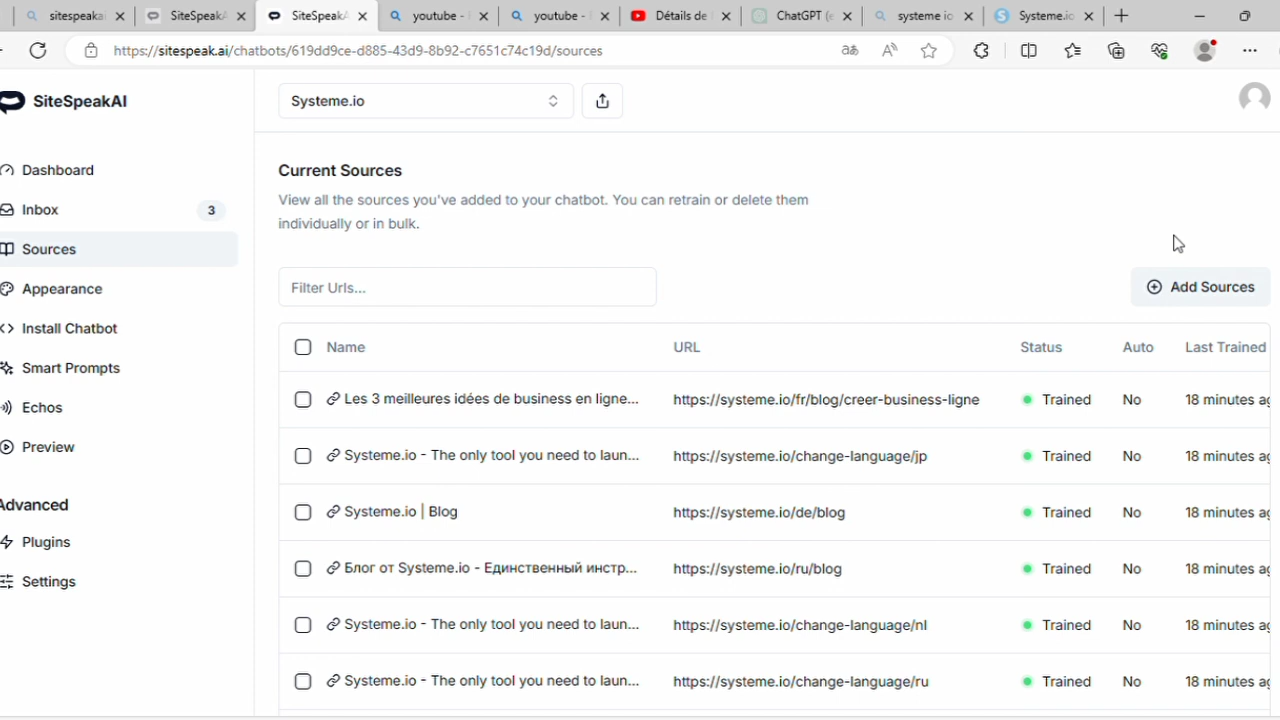 sitespeakai
SiteSpeakA
SiteSpeakA
youtube -
youtube -
Détails de
ChatGPT (e
systeme io
Systeme.io
https://sitespeak.ai/chatbots/619dd9ce-d885-43d9-8b92-c7651c74c19d/sources
SiteSpeakAI
Systeme.io
Dashboard
Inbox 3
Sources
Appearance
Install Chatbot
Smart Prompts
Echos
Preview
Advanced
Plugins
Settings
Current Sources
View all the sources you've added to your chatbot. You can retrain or delete them
individually or in bulk.
Filter Urls...
Add Sources
Name URL Status Auto Last Trained
Les 3 meilleures idées de business en ligne... https://systeme.io/fr/blog/creer-business-ligne Trained No 18 minutes ag
Systeme.io - The only tool you need to laun... https://systeme.io/change-language/jp Trained No 18 minutes ag
Systeme.io | Blog https://systeme.io/de/blog Trained No 18 minutes ag
Блог от Systeme.io - Единственный инстр... https://systeme.io/ru/blog Trained No 18 minutes ag
Systeme.io - The only tool you need to laun... https://systeme.io/change-language/nl Trained No 18 minutes ag
Systeme.io - The only tool you need to laun... https://systeme.io/change-language/ru Trained No 18 minutes ag